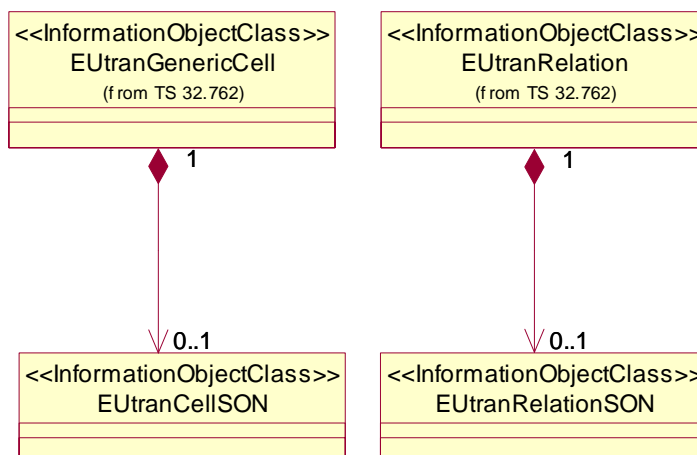 <<InformationObjectClass>>
EUtranGenericCell
(from TS 32.762)
1
0..1
<<InformationObjectClass>>
EUtranCellSON
<<InformationObjectClass>>
EUtranRelation
(from TS 32.762)
1
0..1
<<InformationObjectClass>>
EUtranRelationSON